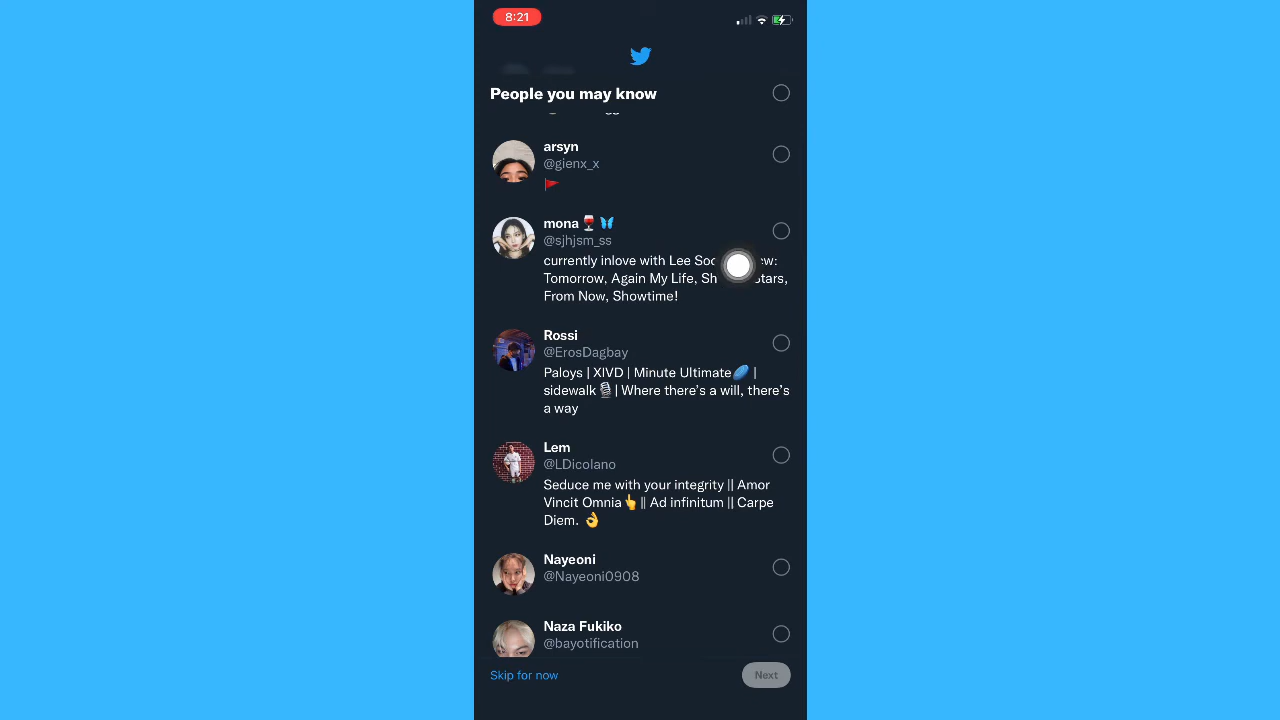 8:21
People you may know
arsyn
@gienx_x
🚩
mona🍷🦋
@sjhjsm_ss
currently inlove with Lee
Tomorrow, Again My Life,
From Now, Showtime!
Rossi
@ErosDagbay
Paloys | XIVD | Minute Ultimate🥏 |
sidewalk🎙️| Where there's a will, there's
a way
Lem
@LDicolano
Seduce me with your integrity || Amor
Vincit Omnia👆|| Ad infinitum || Carpe
Diem. 👌
Nayeoni
@Nayeoni0908
Naza Fukiko
@bayotification
Skip for now
Next